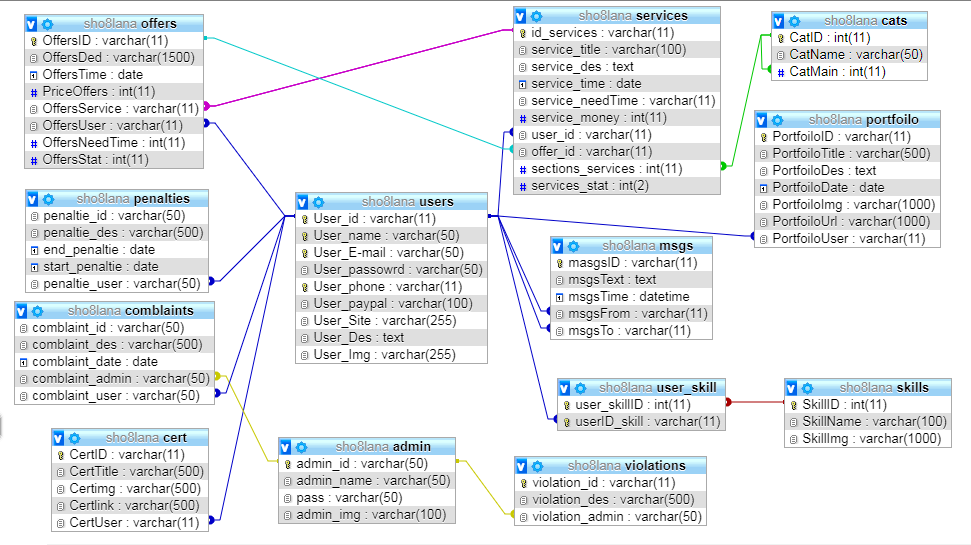 sho8lana offers
OffersID : varchar(11)
OffersDed : varchar(1500)
OffersTime : date
PriceOffers : int(11)
OffersService : varchar(11)
OffersUser : varchar(11)
OffersNeedTime : int(11)
OffersStat : int(11)
sho8lana services
id_services : varchar(11)
service_title : varchar(100)
service_des : text
service_time : date
service_needTime : varchar(11)
service_money : int(11)
user_id : varchar(11)
offer_id : varchar(11)
sections_services : int(11)
services_stat : int(2)
sho8lana cats
CatID : int(11)
CatName : varchar(50)
CatMain : int(11)
sho8lana portfoilo
PortfoiloID : varchar(11)
PortfoiloTitle : varchar(500)
PortfoiloDes : text
PortfoiloDate : date
PortfoiloImg : varchar(1000)
PortfoiloUrl : varchar(1000)
PortfoiloUser : varchar(11)
sho8lana penalties
penaltie_id : varchar(50)
penaltie_des : varchar(500)
end_penaltie : date
start_penaltie : date
penaltie_user : varchar(50)
sho8lana users
User_id : varchar(11)
User_name : varchar(50)
User_E-mail : varchar(50)
User_passowrd : varchar(50)
User_phone : varchar(11)
User_paypal : varchar(100)
User_Site : varchar(255)
User_Des : text
User_Img : varchar(255)
sho8lana msgs
masgsID : varchar(11)
msgsText : text
msgsTime : datetime
msgsFrom : varchar(11)
msgsTo : varchar(11)
sho8lana comblaints
comblaint_id : varchar(50)
comblaint_des : varchar(500)
comblaint_date : date
comblaint_admin : varchar(50)
comblaint_user : varchar(50)
sho8lana user_skill
user_skillID : int(11)
userID_skill : varchar(11)
sho8lana skills
SkillID : int(11)
SkillName : varchar(100)
SkillImg : varchar(1000)
sho8lana cert
CertID : varchar(11)
CertTitle : varchar(500)
Certimg : varchar(500)
Certlink : varchar(500)
CertUser : varchar(11)
sho8lana admin
admin_id : varchar(50)
admin_name : varchar(50)
pass : varchar(50)
admin_img : varchar(100)
sho8lana violations
violation_id : varchar(11)
violation_des : varchar(500)
violation_admin : varchar(50)